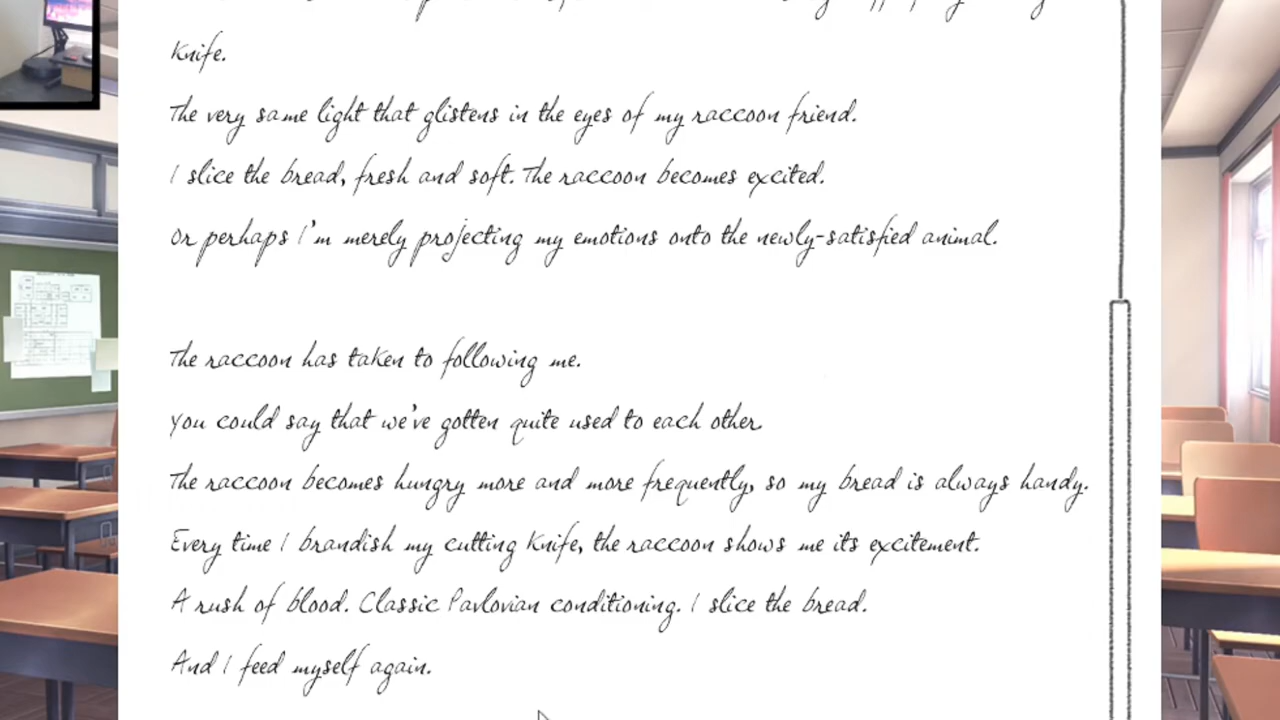 Knife.
The very same light that glistens in the eyes of my raccoon friend.
I slice the bread, fresh and soft. The raccoon becomes excited.
Or perhaps I'm merely projecting my emotions onto the newly-satisfied animal.
The raccoon has taken to following me.
You could say that we've gotten quite used to each other.
The raccoon becomes hungry more and more frequently, so my bread is always handy.
Every time I brandish my cutting Knife, the raccoon shows me its excitement.
A rush of blood. Classic Pavlovian conditioning. I slice the bread.
And I feed myself again.